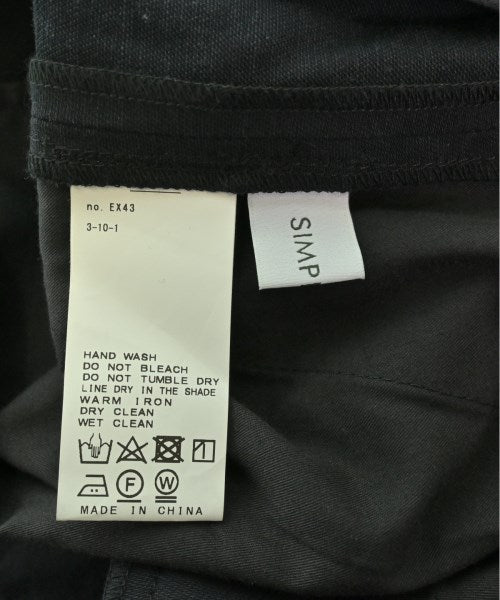 no. EX43
3-10-1
SIMP
HAND WASH
DO NOT BLEACH
DO NOT TUMBLE DRY
LINE DRY IN THE SHADE
WARM IRON
DRY CLEAN
WET CLEAN
F
W
MADE IN CHINA